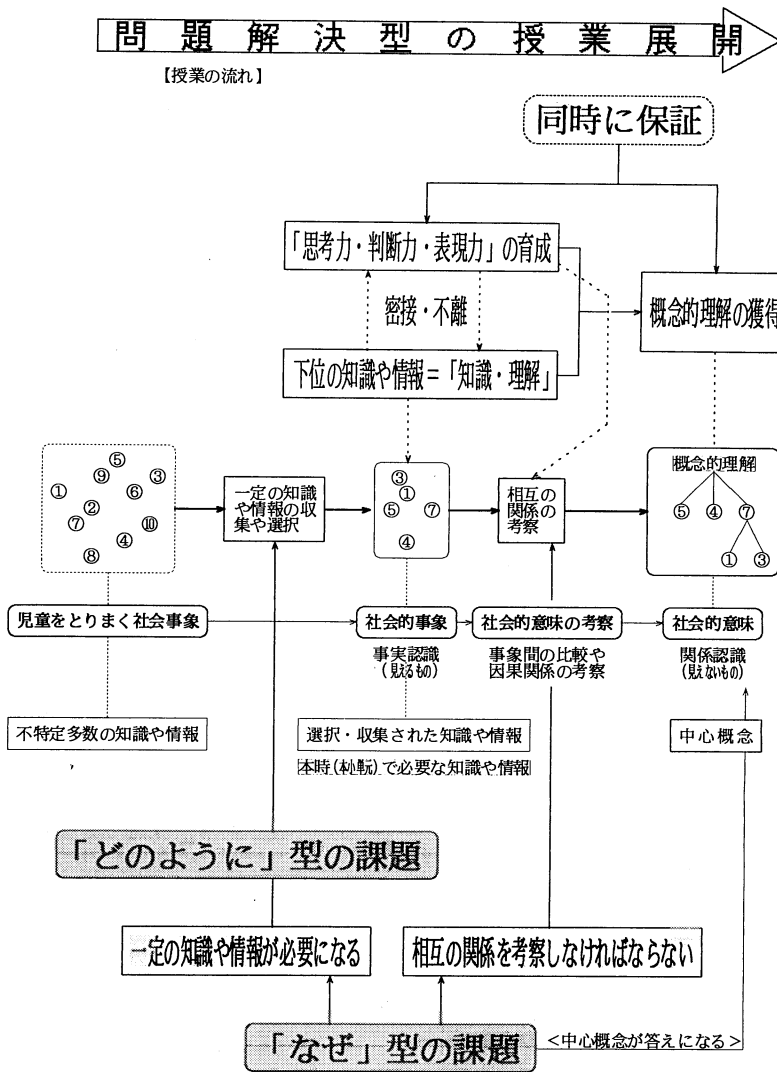 問題解決型の授業展開
【授業の流れ】
同時に保証
「思考力・判断力・表現力」の育成
密接・不離
概念的理解の獲得
下位の知識や情報=「知識・理解」
⑤
⑨
③
①
⑥
②
⑦
⑩
④
⑧
一定の知識
や情報の収
集や選択
③
①
⑤
⑦
④
相互の
関係の
考察
概念的理解
⑤
④
⑦
①
③
児童をとりまく社会事象
社会的事象
社会的意味の考察
社会的意味
事実認識
(見えるもの)
事象間の比較や
因果関係の考察
関係認識
(見えないもの)
不特定多数の知識や情報
選択・収集された知識や情報
中心概念
本時(小単元)で必要な知識や情報
「どのように」型の課題
一定の知識や情報が必要になる
相互の関係を考察しなければならない
「なぜ」型の課題
<中心概念が答えになる>